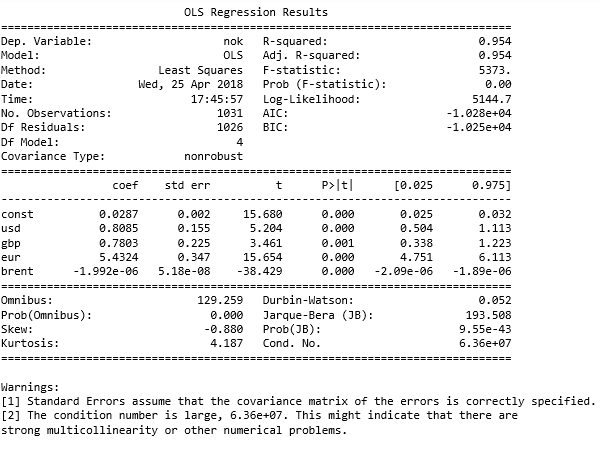 OLS Regression Results
==============================================================================
Dep. Variable: nok R-squared: 0.954
Model: OLS Adj. R-squared: 0.954
Method: Least Squares F-statistic: 5373.
Date: Wed, 25 Apr 2018 Prob (F-statistic): 0.00
Time: 17:45:57 Log-Likelihood: 5144.7
No. Observations: 1031 AIC: -1.028e+04
Df Residuals: 1026 BIC: -1.025e+04
Df Model: 4
Covariance Type: nonrobust
==============================================================================
coef std err t P>|t| [0.025 0.975]
------------------------------------------------------------------------------
const 0.0287 0.002 15.680 0.000 0.025 0.032
usd 0.8085 0.155 5.204 0.000 0.504 1.113
gbp 0.7803 0.225 3.461 0.001 0.338 1.223
eur 5.4324 0.347 15.654 0.000 4.751 6.113
brent -1.992e-06 5.18e-08 -38.429 0.000 -2.09e-06 -1.89e-06
==============================================================================
Omnibus: 129.259 Durbin-Watson: 0.052
Prob(Omnibus): 0.000 Jarque-Bera (JB): 193.508
Skew: -0.880 Prob(JB): 9.55e-43
Kurtosis: 4.187 Cond. No. 6.36e+07
==============================================================================
Warnings:
[1] Standard Errors assume that the covariance matrix of the errors is correctly specified.
[2] The condition number is large, 6.36e+07. This might indicate that there are
strong multicollinearity or other numerical problems.